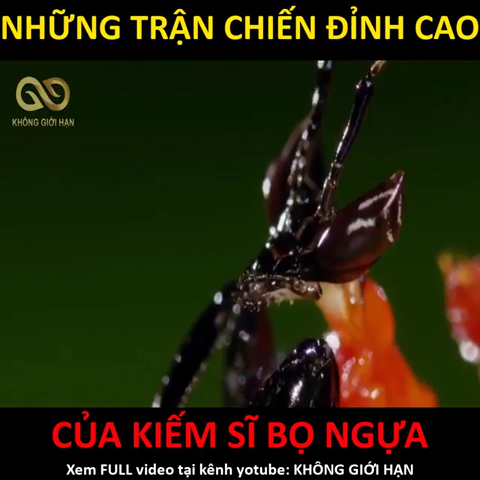 NHỮNG TRẬN CHIẾN ĐỈNH CAO
KHÔNG GIỚI HẠN
CỦA KIẾM SĨ BỌ NGỰA
Xem FULL video tại kênh yotube: KHÔNG GIỚI HẠN